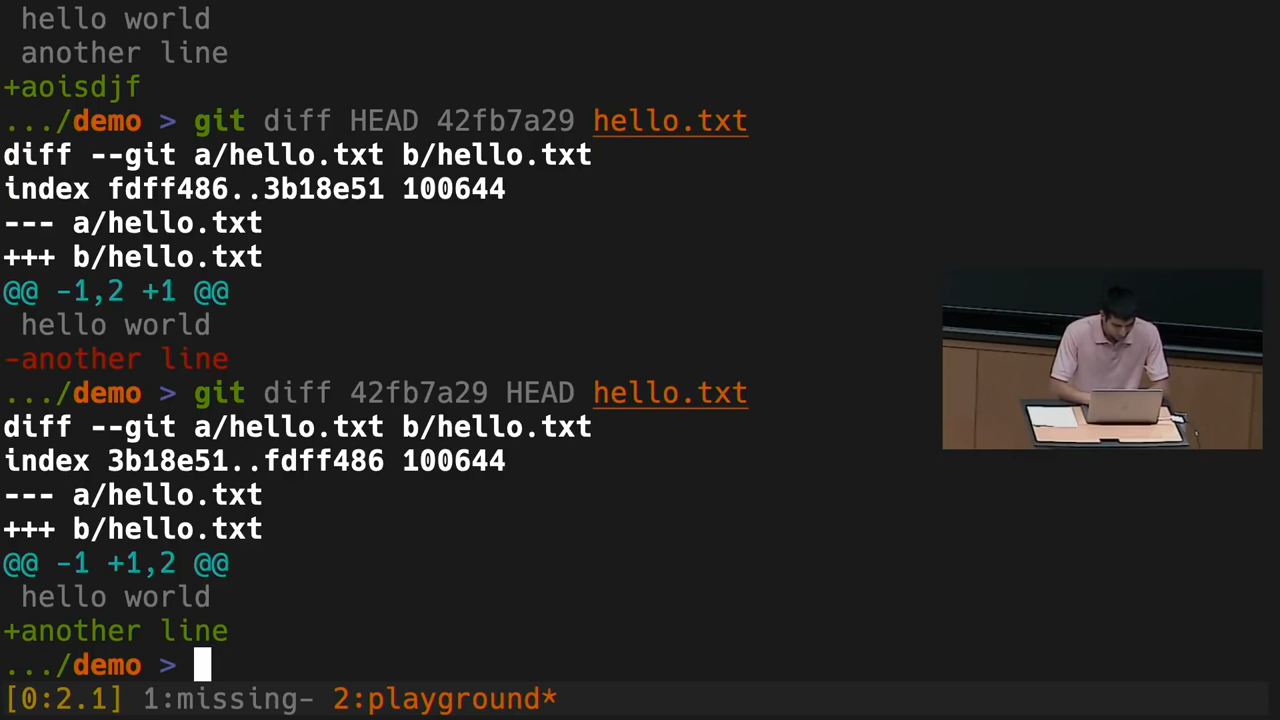 hello world
another line
+aoisdjf
.../demo > git diff HEAD 42fb7a29 hello.txt
diff --git a/hello.txt b/hello.txt
index fdff486..3b18e51 100644
--- a/hello.txt
+++ b/hello.txt
@@ -1,2 +1 @@
hello world
-another line
.../demo > git diff 42fb7a29 HEAD hello.txt
diff --git a/hello.txt b/hello.txt
index 3b18e51..fdff486 100644
--- a/hello.txt
+++ b/hello.txt
@@ -1 +1,2 @@
hello world
+another line
.../demo >
[0:2.1] 1:missing- 2:playground*